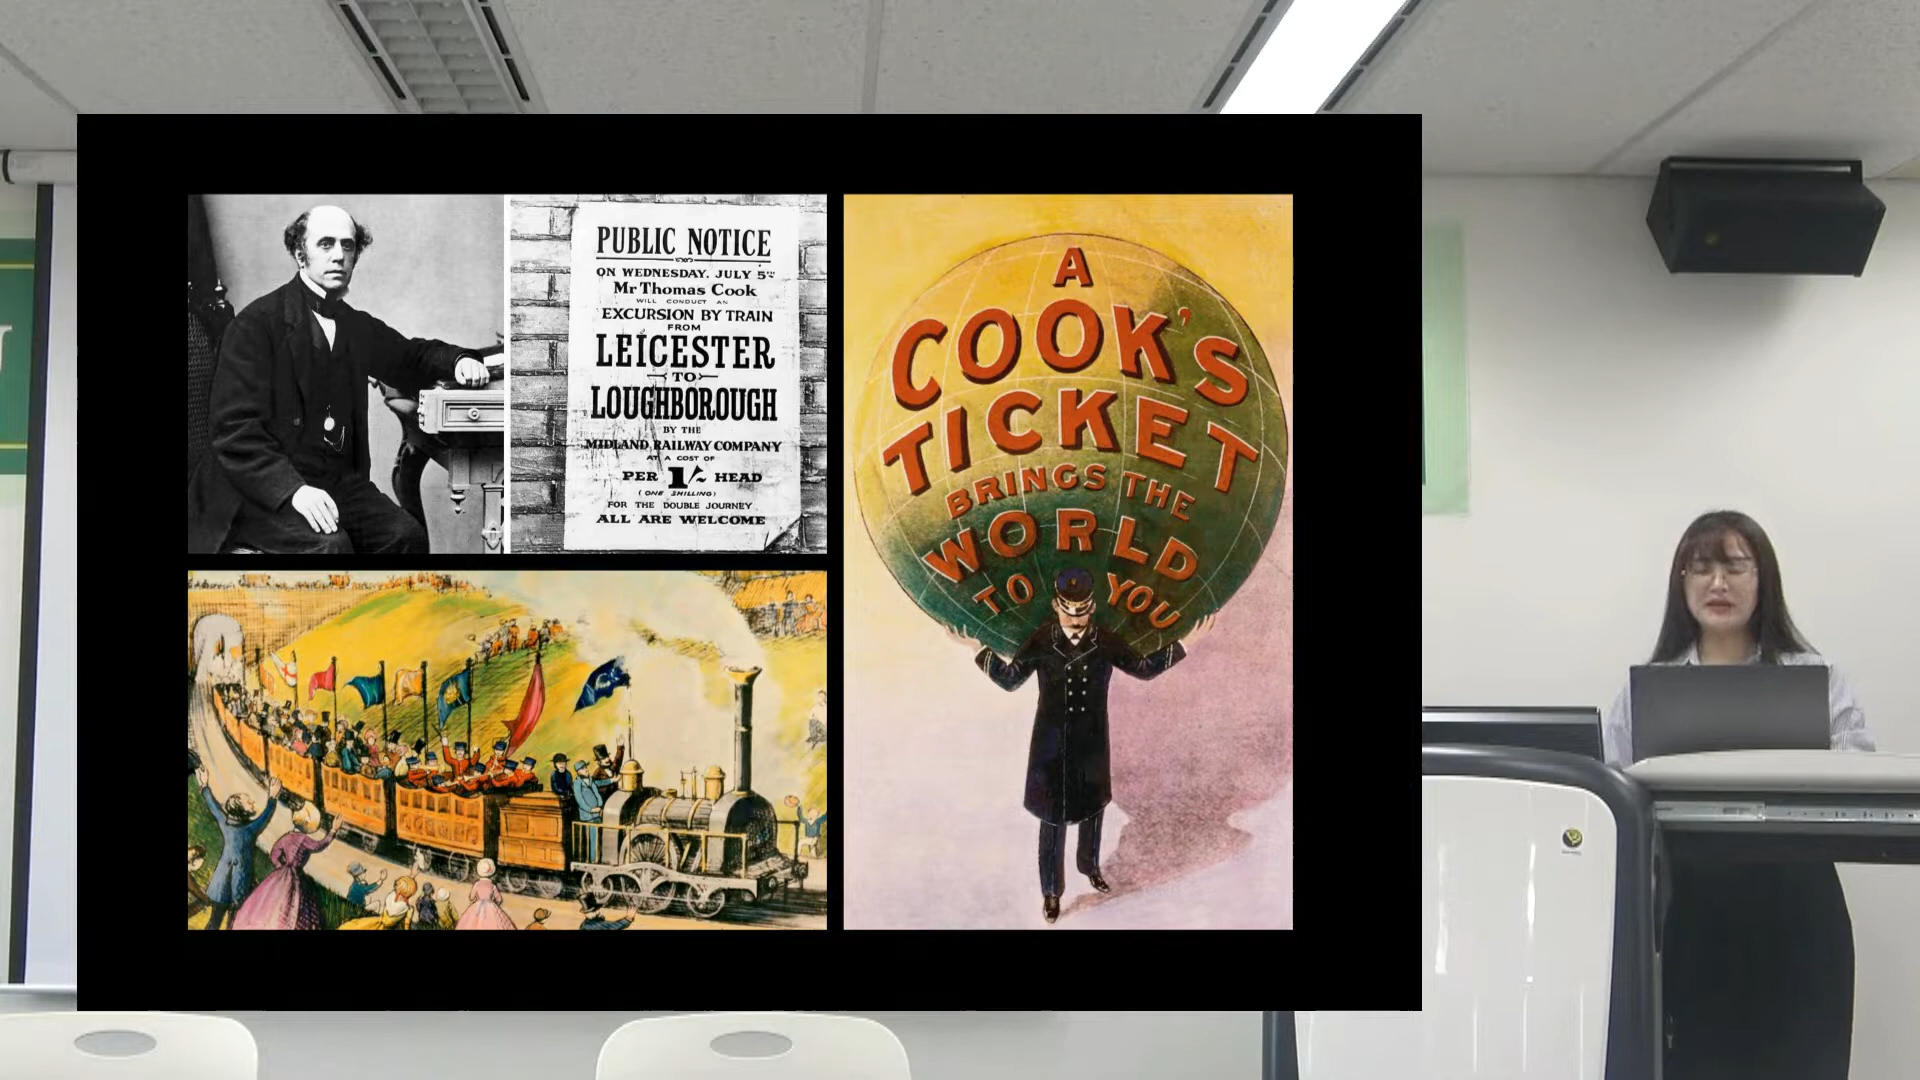 PUBLIC NOTICE
ON WEDNESDAY. JULY 5TH
Mr Thomas Cook
WILL CONDUCT AN
EXCURSION BY TRAIN
FROM
LEICESTER
TO
LOUGHBOROUGH
BY THE
MIDLAND RAILWAY COMPANY
AT A COST OF
PER 1/- HEAD
(ONE SHILLING)
FOR THE DOUBLE JOURNEY
ALL ARE WELCOME
A
COOK'S
TICKET
BRINGS THE
WORLD
TO YOU